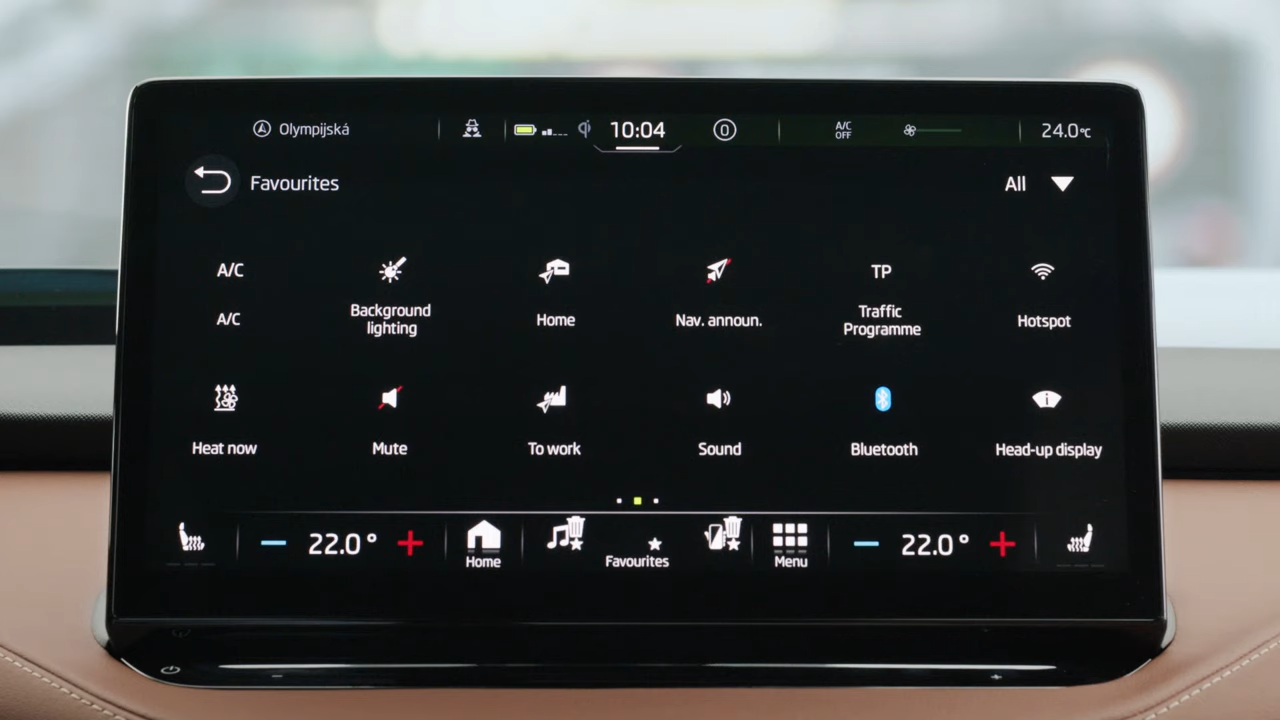 Olympijská
10:04
0
A/C
OFF
24.0°C
Favourites
All
A/C
TP
A/C
Background
lighting
Home
Nav. announ.
Traffic
Programme
Hotspot
Heat now
Mute
To work
Sound
Bluetooth
Head-up display
22.0°
22.0°
Home
Favourites
Menu